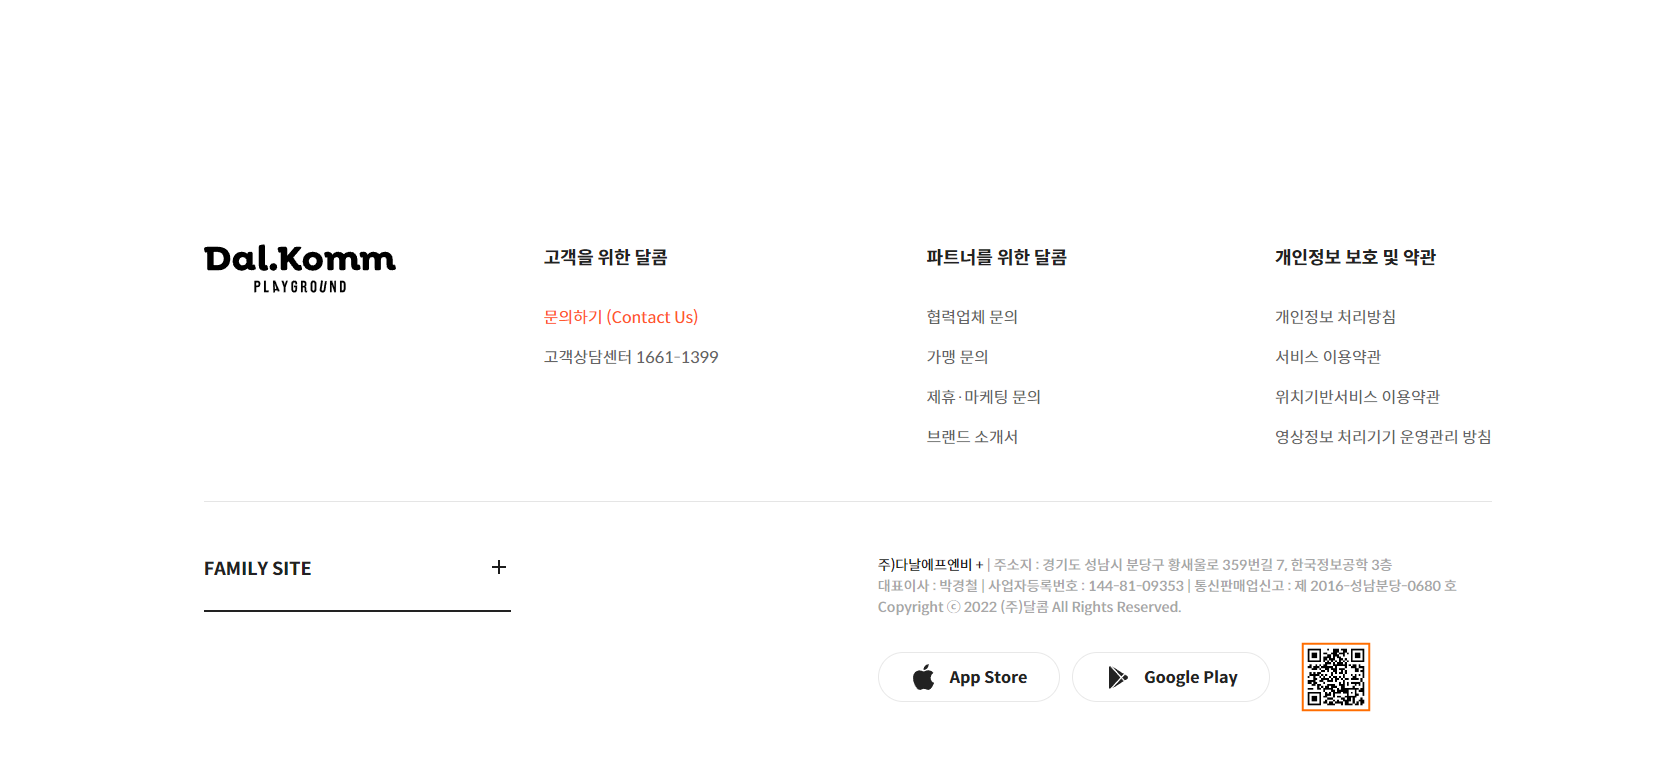 Dal.Komm
PLAYGROUND
고객을 위한 달콤
문의하기 (Contact Us)
고객상담센터 1661-1399
파트너를 위한 달콤
협력업체 문의
가맹 문의
제휴·마케팅 문의
브랜드 소개서
개인정보 보호 및 약관
개인정보 처리방침
서비스 이용약관
위치기반서비스 이용약관
영상정보 처리기기 운영관리 방침
FAMILY SITE +
주)다날에프엔비 + | 주소지 : 경기도 성남시 분당구 황새울로 359번길 7, 한국정보공학 3층
대표이사 : 박경철 | 사업자등록번호 : 144-81-09353 | 통신판매업신고 : 제 2016-성남분당-0680 호
Copyright ⓒ 2022 (주)달콤 All Rights Reserved.
App Store
Google Play